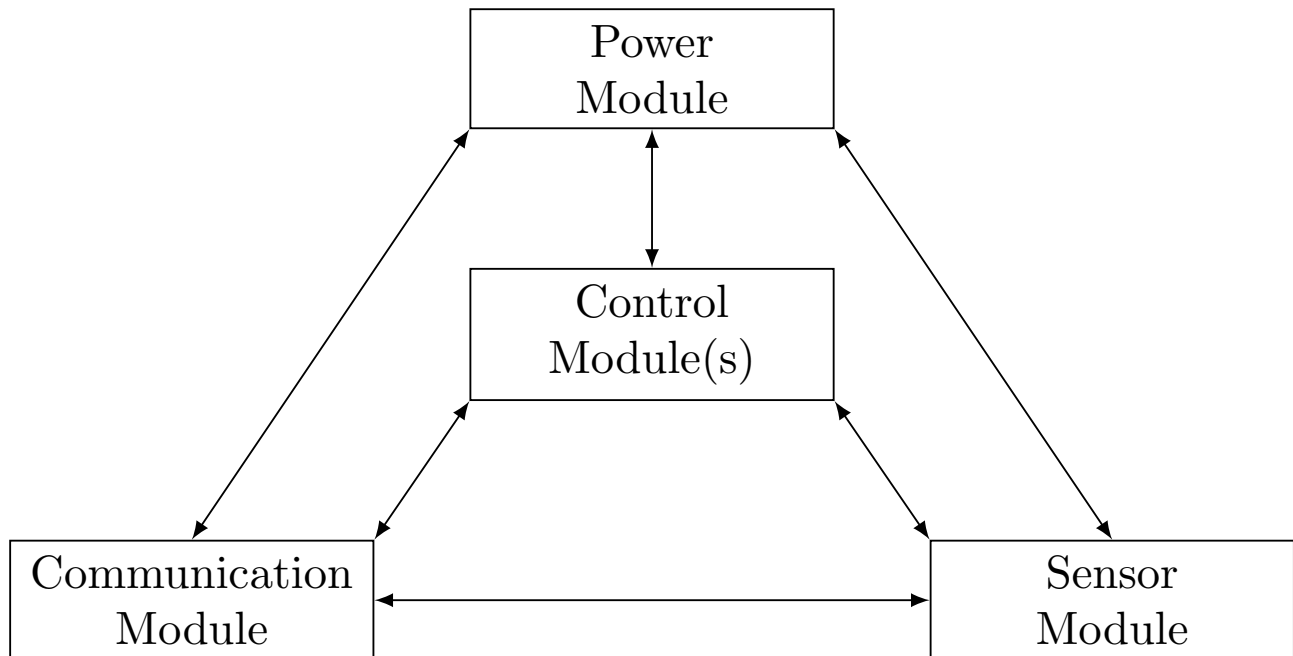 Power
Module
Control
Module(s)
Communication
Module
Sensor
Module